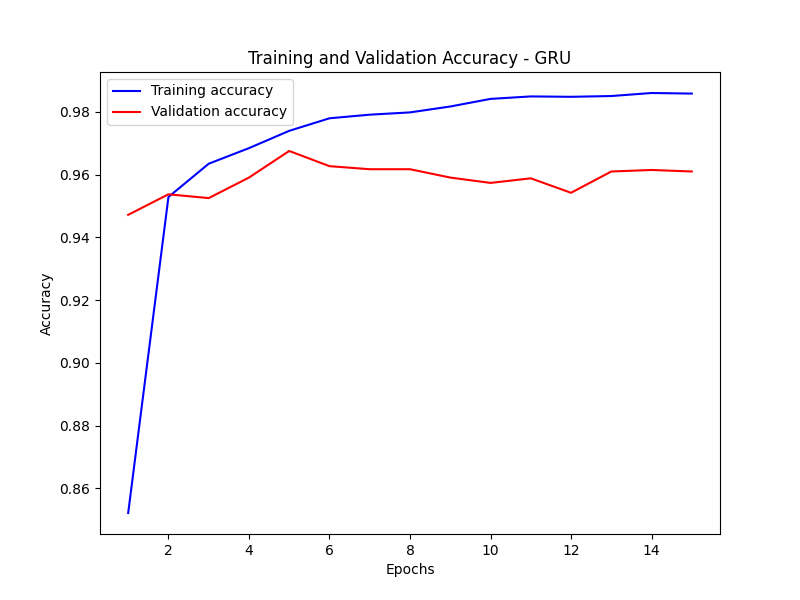 Training and Validation Accuracy - GRU
Training accuracy
Validation accuracy
Accuracy
0.98
0.96
0.94
0.92
0.90
0.88
0.86
2 4 6 8 10 12 14
Epochs